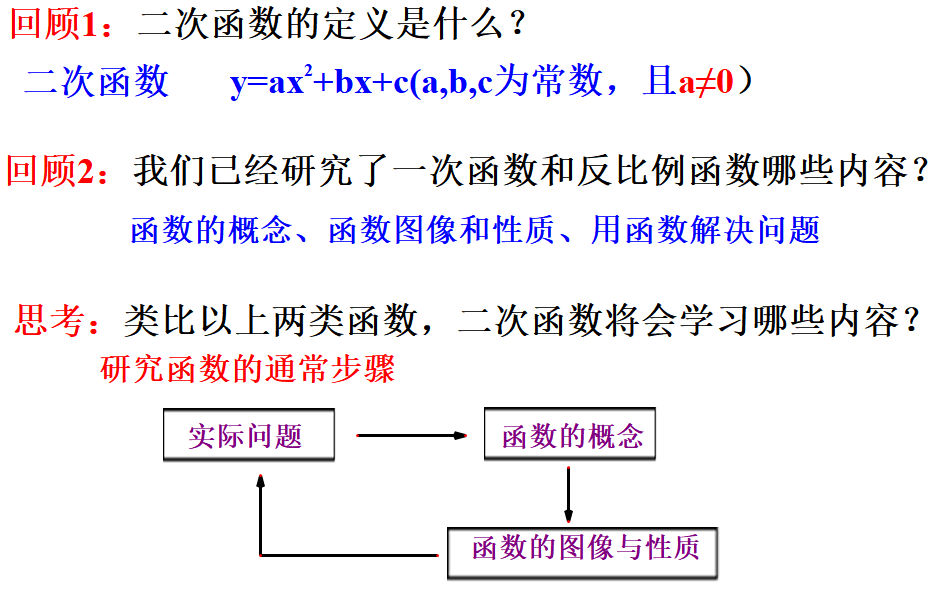 回顾1：二次函数的定义是什么？
二次函数 y=ax²+bx+c(a,b,c为常数，且a≠0）
回顾2：我们已经研究了一次函数和反比例函数哪些内容？
函数的概念、函数图像和性质、用函数解决问题
思考：类比以上两类函数，二次函数将会学习哪些内容？
研究函数的通常步骤
实际问题
函数的概念
函数的图像与性质